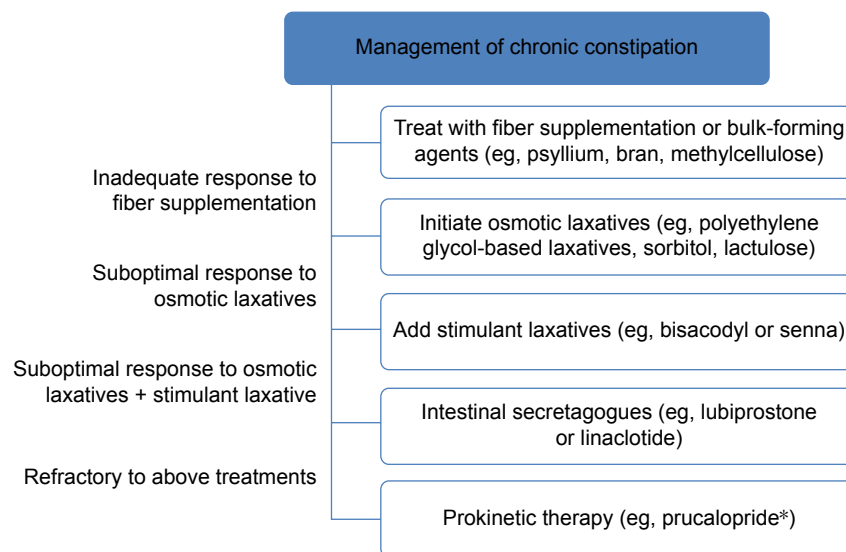 Management of chronic constipation
Treat with fiber supplementation or bulk-forming
agents (eg, psyllium, bran, methylcellulose)
Inadequate response to
fiber supplementation
Initiate osmotic laxatives (eg, polyethylene
glycol-based laxatives, sorbitol, lactulose)
Suboptimal response to
osmotic laxatives
Add stimulant laxatives (eg, bisacodyl or senna)
Suboptimal response to osmotic
laxatives + stimulant laxative
Intestinal secretagogues (eg, lubiprostone
or linaclotide)
Refractory to above treatments
Prokinetic therapy (eg, prucalopride*)